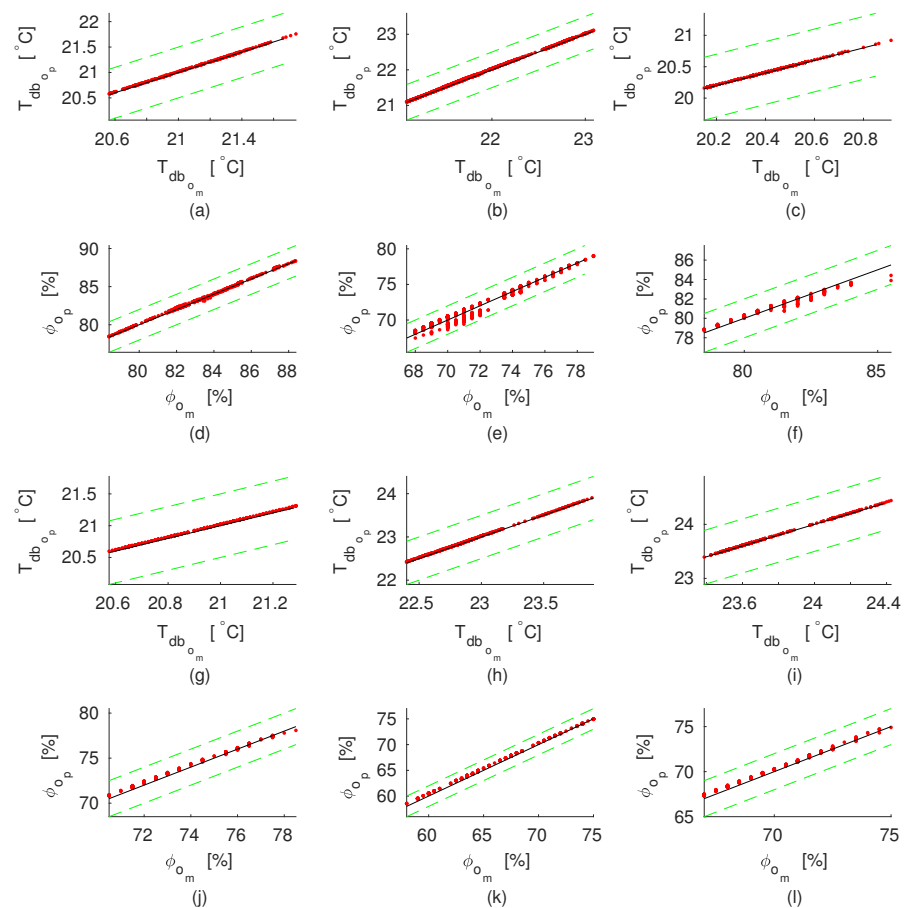 T_db_o_p [ °C]
22
21.5
21
20.5
20.6 21 21.4
T_db_o_m [ °C]
(a)
T_db_o_p [ °C]
23
22
21
22 23
T_db_o_m [ °C]
(b)
T_db_o_p [ °C]
21
20.5
20
20.2 20.4 20.6 20.8
T_db_o_m [ °C]
(c)
ϕ_o_p [%]
90
85
80
80 82 84 86 88
ϕ_o_m [%]
(d)
ϕ_o_p [%]
80
75
70
68 70 72 74 76 78
ϕ_o_m [%]
(e)
ϕ_o_p [%]
86
84
82
80
78
80 85
ϕ_o_m [%]
(f)
T_db_o_p [ °C]
21.5
21
20.5
20.6 20.8 21 21.2
T_db_o_m [ °C]
(g)
T_db_o_p [ °C]
24
23
22
22.5 23 23.5
T_db_o_m [ °C]
(h)
T_db_o_p [ °C]
24
23
23.6 24 24.4
T_db_o_m [ °C]
(i)
ϕ_o_p [%]
80
75
70
72 74 76 78
ϕ_o_m [%]
(j)
ϕ_o_p [%]
75
70
65
60
60 65 70 75
ϕ_o_m [%]
(k)
ϕ_o_p [%]
75
70
65
70 75
ϕ_o_m [%]
(l)